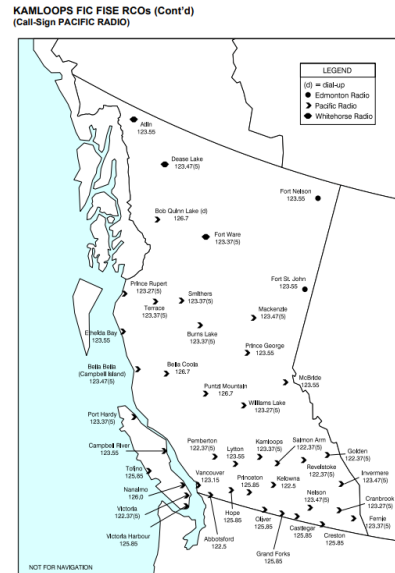 KAMLOOPS FIC FISE RCOs (Cont'd)
(Call-Sign PACIFIC RADIO)
LEGEND
(d) = dial-up
Edmonton Radio
Pacific Radio
Whitehorse Radio
Atlin
123.55
Dease Lake
123.47(5)
Fort Nelson
123.55
Bob Quinn Lake (d)
126.7
Fort Ware
123.37(5)
Fort St. John
123.55
Prince Rupert
123.27(5)
Terrace
123.37(5)
Smithers
123.37(5)
Mackenzie
123.47(5)
Ethelda Bay
123.55
Burns Lake
123.37(5)
Prince George
123.55
Bella Bella
(Campbell Island)
123.47(5)
Bella Coola
126.7
McBride
123.55
Puntzi Mountain
126.7
Williams Lake
123.27(5)
Port Hardy
123.37(5)
Campbell River
123.55
Pemberton
122.37(5)
Lytton
123.55
Kamloops
123.37(5)
Salmon Arm
122.37(5)
Golden
122.37(5)
Revelstoke
122.37(5)
Invermere
123.47(5)
Tofino
125.85
Vancouver
123.15
Princeton
125.85
Kelowna
122.5
Nanaimo
126.0
Victoria
122.37(5)
Victoria Harbour
125.85
Abbotsford
122.5
Hope
125.85
Oliver
125.85
Grand Forks
125.85
Castlegar
125.85
Nelson
123.47(5)
Creston
125.85
Cranbrook
123.27(5)
Fernie
123.37(5)
NOT FOR NAVIGATION